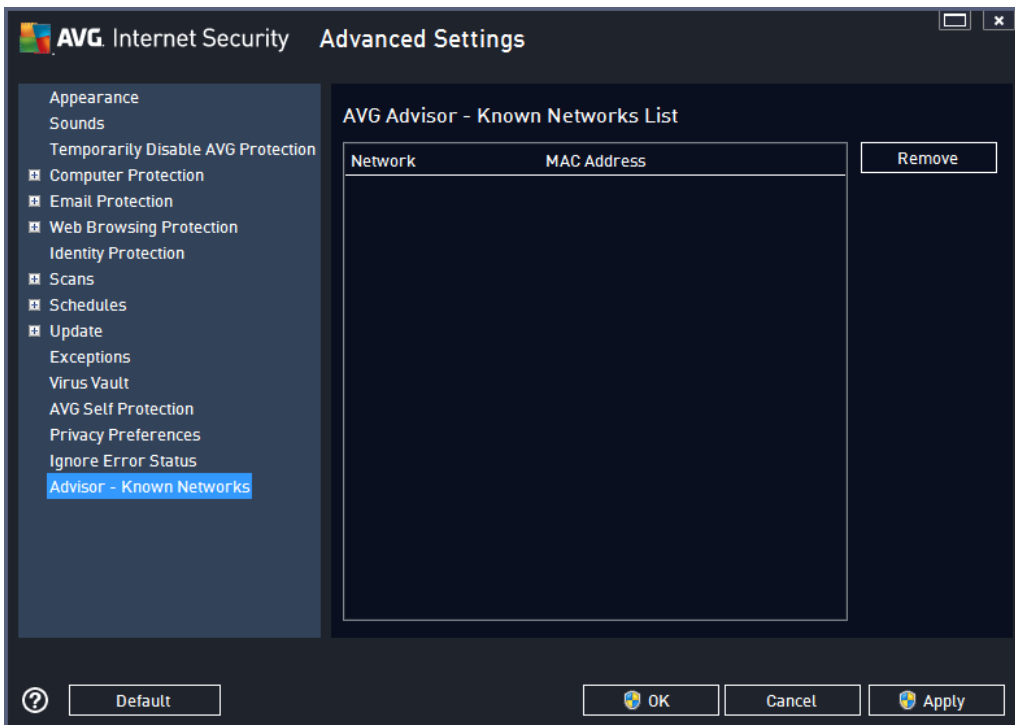 AVG. Internet Security Advanced Settings
Appearance
Sounds
Temporarily Disable AVG Protection
Computer Protection
Email Protection
Web Browsing Protection
Identity Protection
Scans
Schedules
Update
Exceptions
Virus Vault
AVG Self Protection
Privacy Preferences
Ignore Error Status
Advisor - Known Networks
AVG Advisor - Known Networks List
Network MAC Address
Remove
? Default OK Cancel Apply